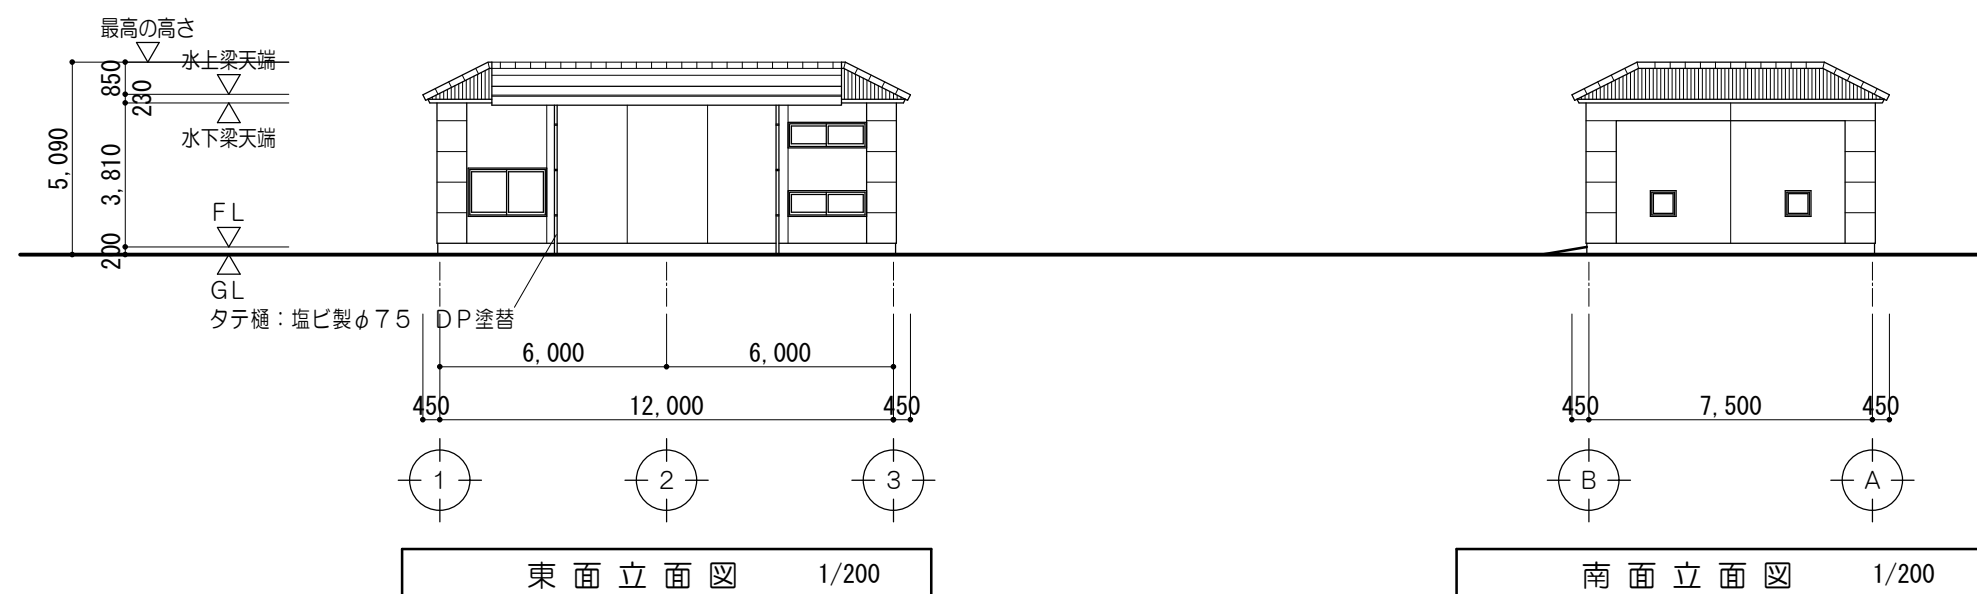 最高の高さ
水上梁天端
850
230
水下梁天端
5,090
3,810
FL
200
GL
タテ樋：塩ビ製φ75 DP塗替
6,000 6,000
450 12,000 450
450 7,500 450
1 2 3
B A
東面立面図 1/200
南面立面図 1/200